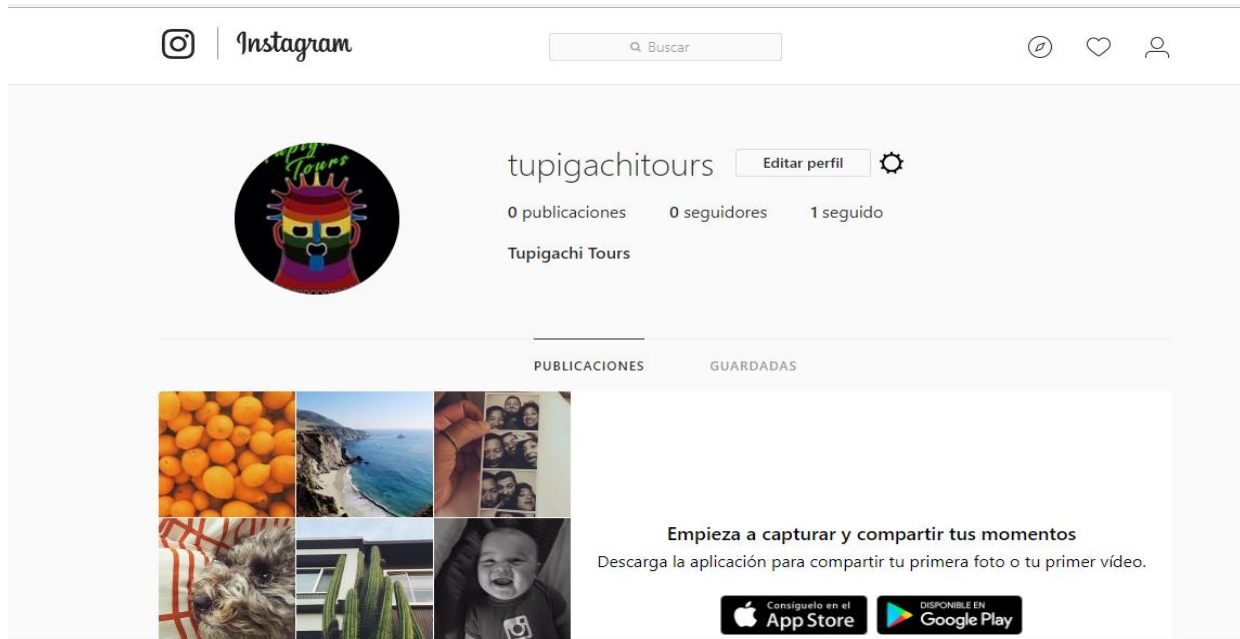 Instagram
Buscar
Tours
tupigachitours Editar perfil
0 publicaciones 0 seguidores 1 seguido
Tupigachi Tours
PUBLICACIONES GUARDADAS
Empieza a capturar y compartir tus momentos
Descarga la aplicación para compartir tu primera foto o tu primer vídeo.
Consíguelo en el
App Store
DISPONIBLE EN
Google Play